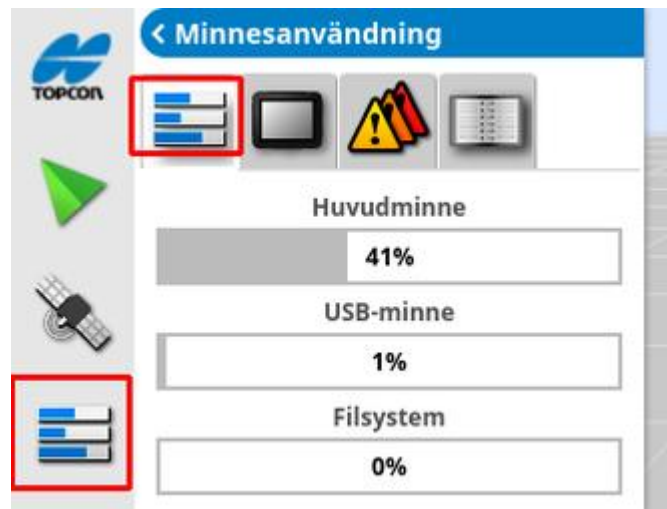 TOPCON
< Minnesanvändning
Huvudminne
41%
USB-minne
1%
Filsystem
0%